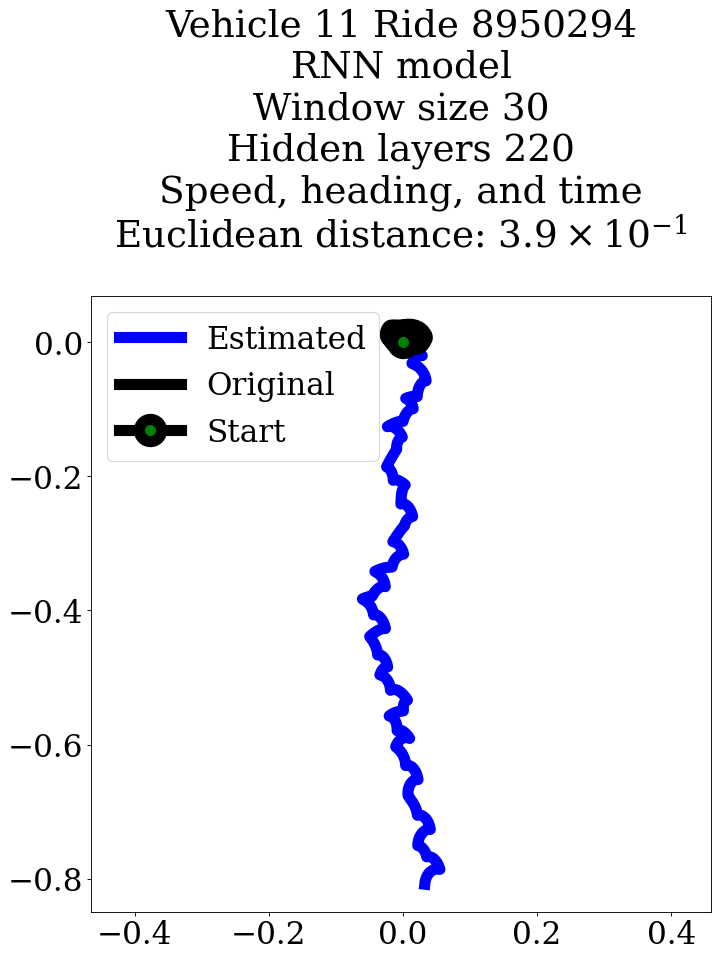 Vehicle 11 Ride 8950294
RNN model
Window size 30
Hidden layers 220
Speed, heading, and time
Euclidean distance: 3.9 × 10⁻¹
Estimated
Original
Start
0.0
−0.2
−0.4
−0.6
−0.8
−0.4 −0.2 0.0 0.2 0.4